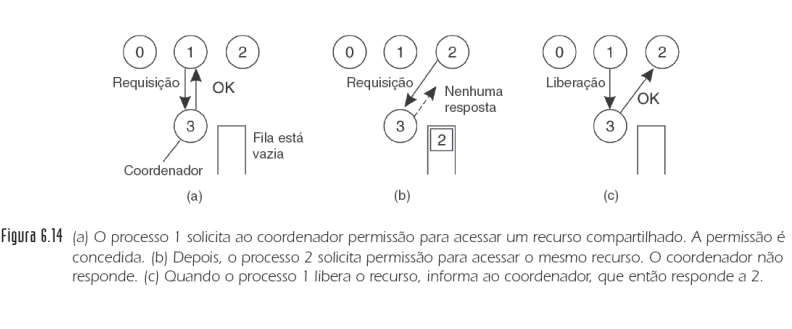 0 1 2
Requisição OK
3
Fila está
vazia
Coordenador
(a)
0 1 2
Requisição
Nenhuma
resposta
3
2
(b)
0 1 2
Liberação
OK
3
(c)
Figura 6.14 (a) O processo 1 solicita ao coordenador permissão para acessar um recurso compartilhado. A permissão é
concedida. (b) Depois, o processo 2 solicita permissão para acessar o mesmo recurso. O coordenador não
responde. (c) Quando o processo 1 libera o recurso, informa ao coordenador, que então responde a 2.